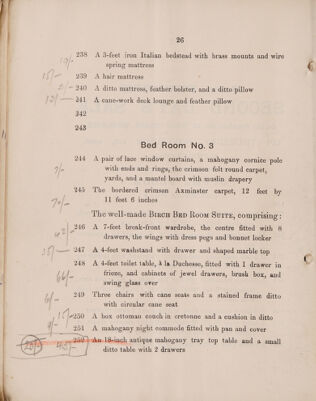 26
10/- 238 A 3-feet iron Italian bedstead with brass mounts and wire
spring mattress
15/- 239 A hair mattress
240 A ditto mattress, feather bolster, and a ditto pillow
241 A cane-work deck lounge and feather pillow
242
243
Bed Room No. 3
244 A pair of lace window curtains, a mahogany cornice pole
with ends and rings, the crimson felt round carpet,
yards, and a mantel board with muslin drapery
245 The bordered crimson Axminster carpet, 12 feet by
11 feet 6 inches
The well-made BIRCH BED ROOM SUITE, comprising:
246 A 7-feet break-front wardrobe, the centre fitted with 8
drawers, the wings with dress pegs and bonnet locker
247 A 4-feet washstand with drawer and shaped marble top
248 A 4-feet toilet table, à la Duchesse, fitted with 1 drawer in
frieze, and cabinets of jewel drawers, brush box, and
swing glass over
249 Three chairs with cane seats and a stained frame ditto
with circular cane seat
250 A box ottoman couch in cretonne and a cushion in ditto
251 A mahogany night commode fitted with pan and cover
252 An 18-inch antique mahogany tray top table and a small
ditto table with 2 drawers